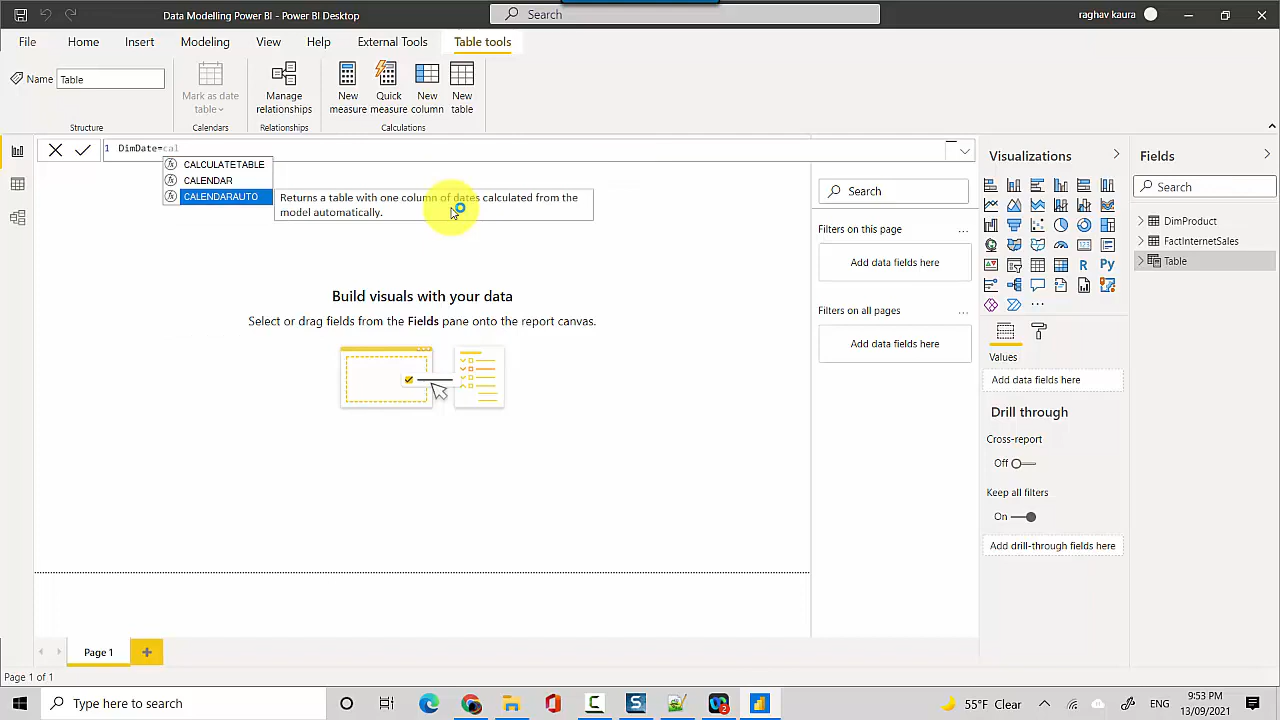 Data Modelling Power BI - Power BI Desktop
Search
raghav kaura
File
Home
Insert
Modeling
View
Help
External Tools
Table tools
Name
Table
Mark as date
table
Manage
relationships
New
measure
Quick
measure
New
column
New
table
Structure
Calendars
Relationships
Calculations
1 DimDate=cal
CALCULATETABLE
CALENDAR
CALENDARAUTO
Returns a table with one column of dates calculated from the
model automatically.
Build visuals with your data
Select or drag fields from the Fields pane onto the report canvas.
Search
Filters on this page
...
Add data fields here
Filters on all pages
...
Add data fields here
Visualizations
R
Py
123
...
Values
Add data fields here
Drill through
Cross-report
Off
Keep all filters
On
Add drill-through fields here
Fields
Search
DimProduct
FactInternetSales
Table
Page 1
Page 1 of 1
Type here to search
S
2
55°F Clear
9:53 PM
13/09/2021